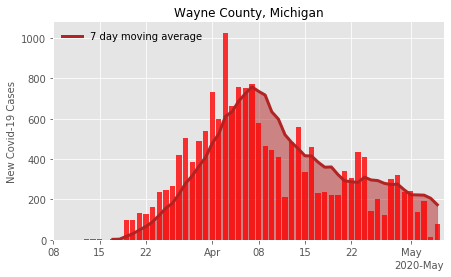 Wayne County, Michigan
7 day moving average
New Covid-19 Cases
1000
800
600
400
200
0
08 15 22 Apr 08 15 22 May
2020-May